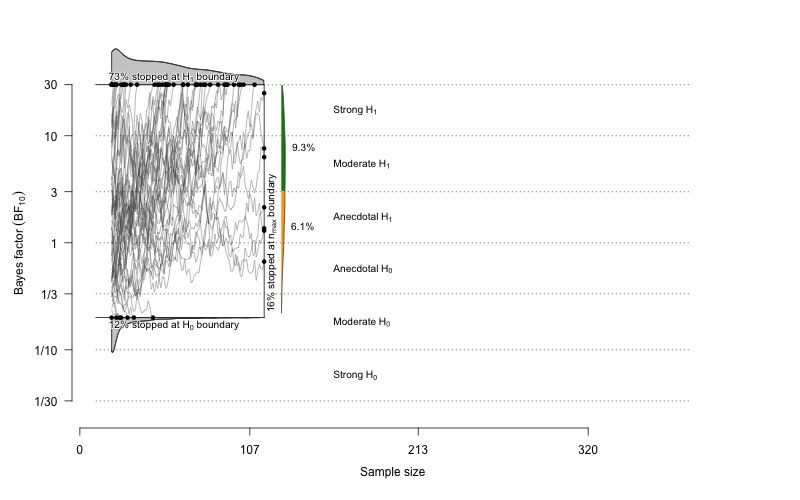 73% stopped at H₁ boundary
30
Strong H₁
10
9.3%
Moderate H₁
3
Anecdotal H₁
6.1%
1
Anecdotal H₀
1/3
16% stopped at nmax boundary
Moderate H₀
12% stopped at H₀ boundary
1/10
Strong H₀
1/30
Bayes factor (BF₁₀)
0 107 213 320
Sample size